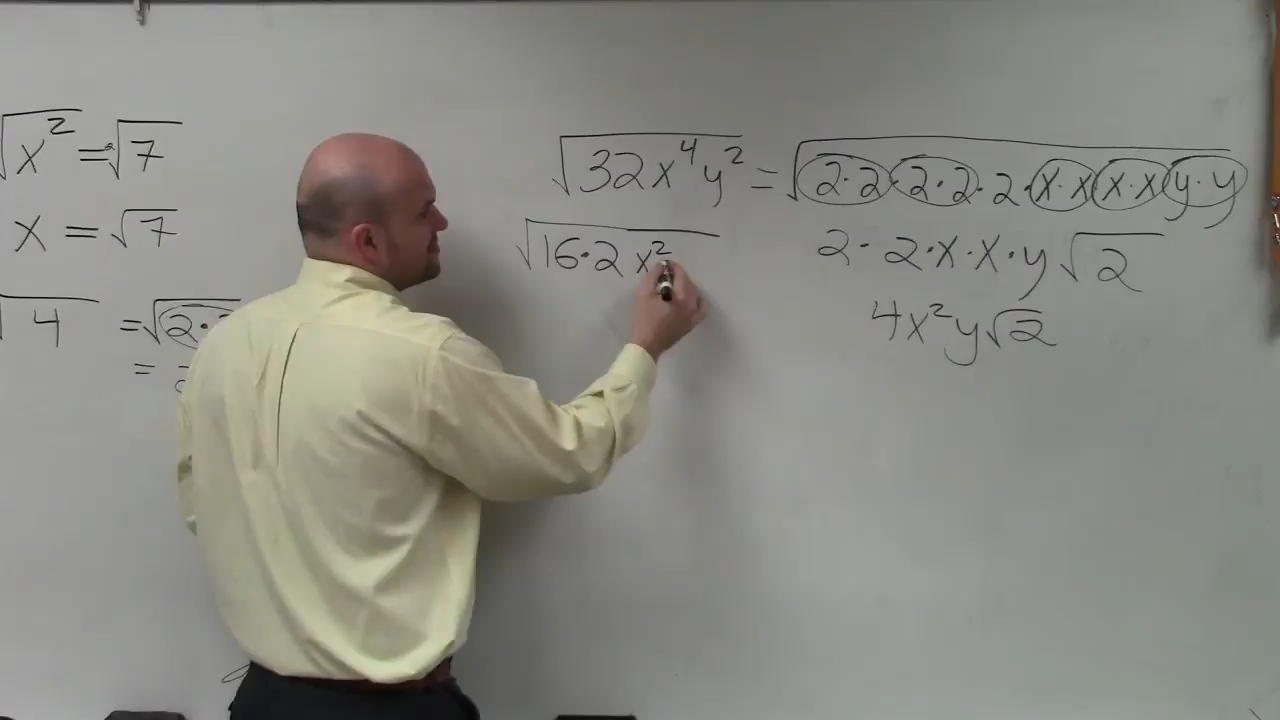 √x² = ²√7
x = √7
√4 = √2·2
=
√32x⁴y² = √2·2·2·2·2·x·x·x·x·y·y
√16·2x²
2·2·x·x·y√2
4x²y√2